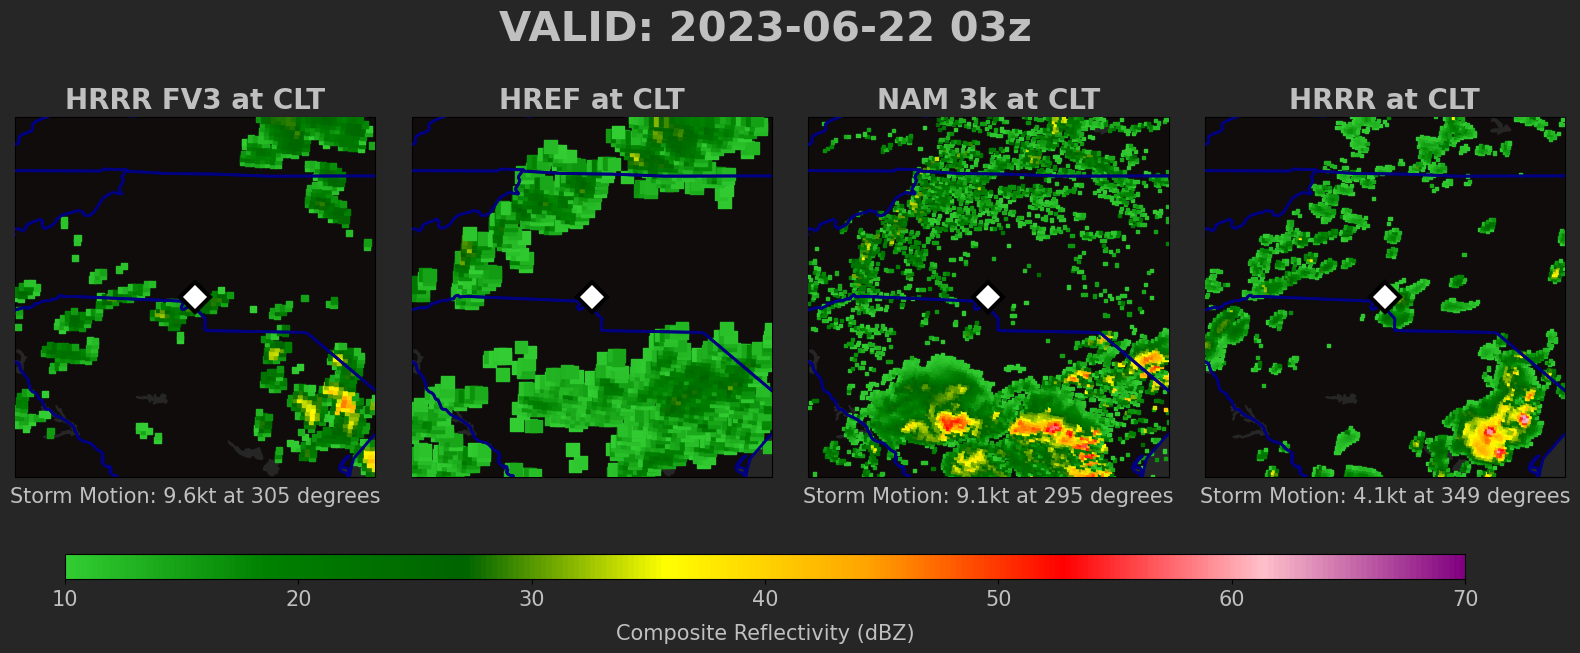 VALID: 2023-06-22 03z
HRRR FV3 at CLT
HREF at CLT
NAM 3k at CLT
HRRR at CLT
Storm Motion: 9.6kt at 305 degrees
Storm Motion: 9.1kt at 295 degrees
Storm Motion: 4.1kt at 349 degrees
10 20 30 40 50 60 70
Composite Reflectivity (dBZ)